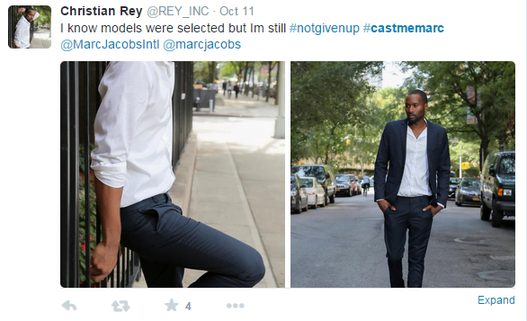 Christian Rey @REY_INC · Oct 11
I know models were selected but Im still #notgivenup #castmemarc
@MarcJacobsIntl @marcjacobs
Expand
4